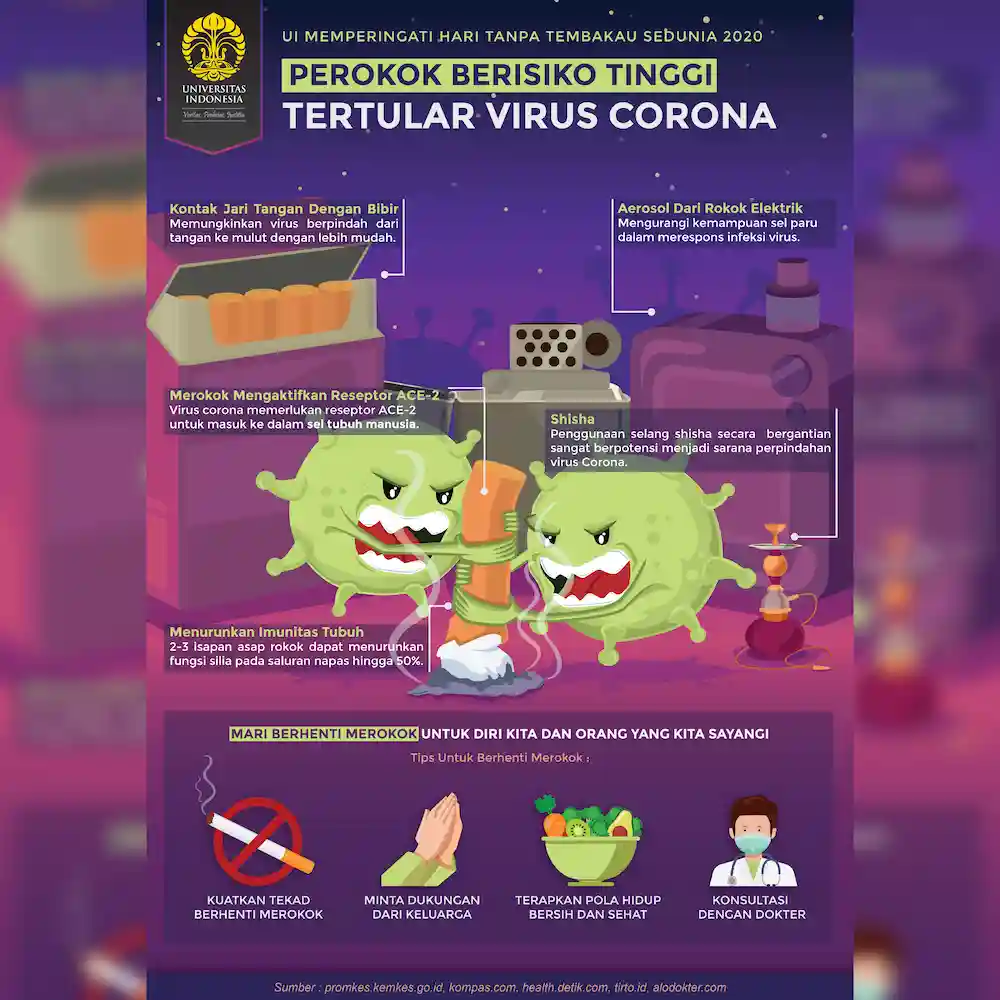 UNIVERSITAS
INDONESIA
Veritas, Probitas, Iustitia
UI MEMPERINGATI HARI TANPA TEMBAKAU SEDUNIA 2020
PEROKOK BERISIKO TINGGI
TERTULAR VIRUS CORONA
Kontak Jari Tangan Dengan Bibir
Memungkinkan virus berpindah dari
tangan ke mulut dengan lebih mudah.
Aerosol Dari Rokok Elektrik
Mengurangi kemampuan sel paru
dalam merespons infeksi virus.
Merokok Mengaktifkan Reseptor ACE-2
Virus corona memerlukan reseptor ACE-2
untuk masuk ke dalam sel tubuh manusia.
Shisha
Penggunaan selang shisha secara bergantian
sangat berpotensi menjadi sarana perpindahan
virus Corona.
Menurunkan Imunitas Tubuh
2-3 isapan asap rokok dapat menurunkan
fungsi silia pada saluran napas hingga 50%.
MARI BERHENTI MEROKOK UNTUK DIRI KITA DAN ORANG YANG KITA SAYANGI
Tips Untuk Berhenti Merokok :
KUATKAN TEKAD
BERHENTI MEROKOK
MINTA DUKUNGAN
DARI KELUARGA
TERAPKAN POLA HIDUP
BERSIH DAN SEHAT
KONSULTASI
DENGAN DOKTER
Sumber : promkes.kemkes.go.id, kompas.com. health.detik.com, tirto.id, alodokter.com